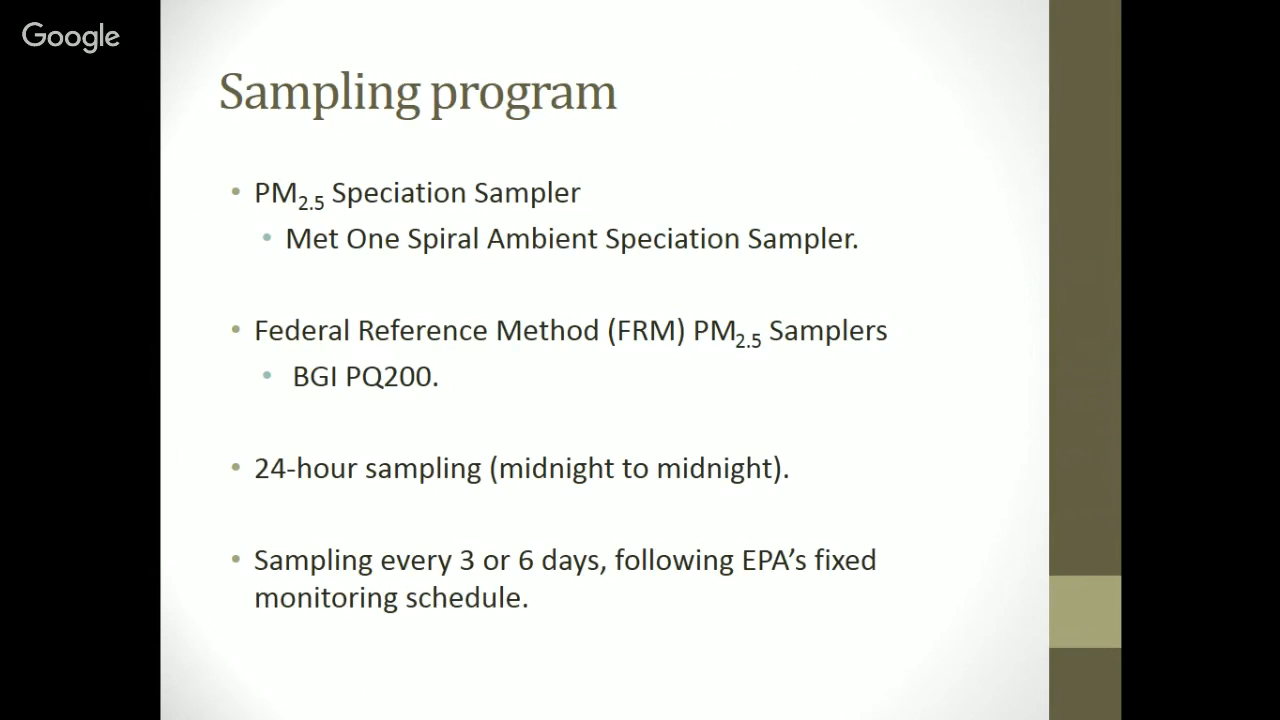 Google
Sampling program
• PM₂.₅ Speciation Sampler
• Met One Spiral Ambient Speciation Sampler.
• Federal Reference Method (FRM) PM₂.₅ Samplers
• BGI PQ200.
• 24-hour sampling (midnight to midnight).
• Sampling every 3 or 6 days, following EPA’s fixed
monitoring schedule.